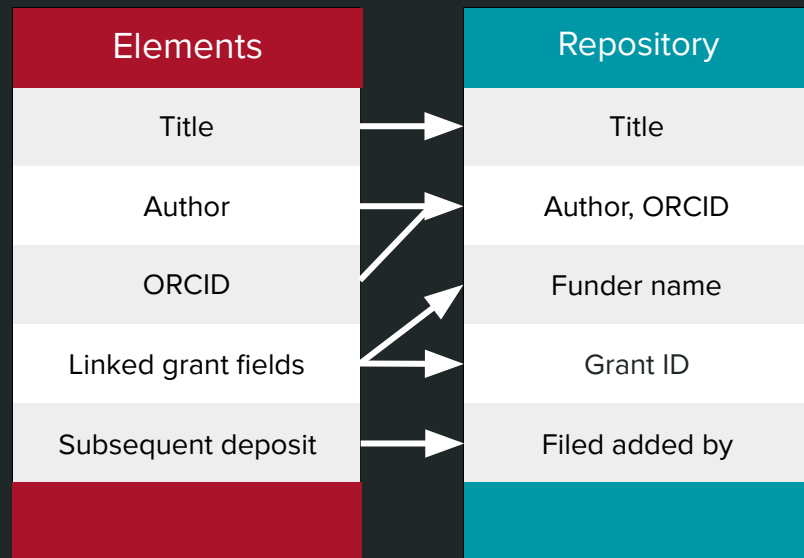 Elements
Repository
Title
Title
Author
Author, ORCID
ORCID
Funder name
Linked grant fields
Grant ID
Subsequent deposit
Filed added by